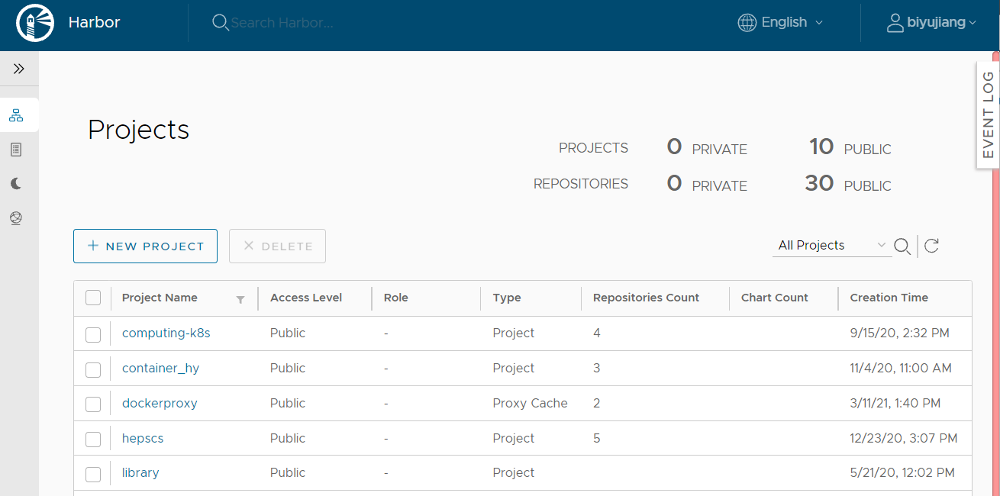 Harbor
Search Harbor...
English
biyujiang
EVENT LOG
Projects
PROJECTS 0 PRIVATE 10 PUBLIC
REPOSITORIES 0 PRIVATE 30 PUBLIC
+ NEW PROJECT × DELETE All Projects
Project Name Access Level Role Type Repositories Count Chart Count Creation Time
computing-k8s Public - Project 4 9/15/20, 2:32 PM
container_hy Public - Project 3 11/4/20, 11:00 AM
dockerproxy Public - Proxy Cache 2 3/11/21, 1:40 PM
hepscs Public - Project 5 12/23/20, 3:07 PM
library Public - Project 5/21/20, 12:02 PM